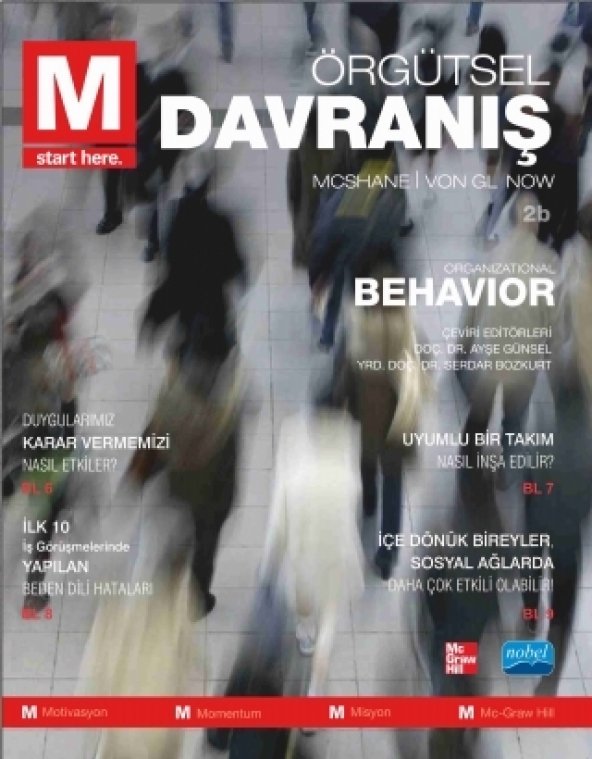 M
start here.
ÖRGÜTSEL
DAVRANIŞ
MCSHANE | VON GL NOW
2b
ORGANIZATIONAL
BEHAVIOR
ÇEVİRİ EDİTÖRLERİ
DOÇ. DR. AYŞE GÜNSEL
YRD. DOÇ. DR. SERDAR BOZKURT
DUYGULARIMIZ
KARAR VERMEMİZİ
NASIL ETKİLER?
BL 6
UYUMLU BİR TAKIM
NASIL İNŞA EDİLİR?
BL 7
İLK 10
İş Görüşmelerinde
YAPILAN
BEDEN DİLİ HATALARI
BL 8
İÇE DÖNÜK BİREYLER,
SOSYAL AĞLARDA
DAHA ÇOK ETKİLİ OLABİLİR!
BL 9
Mc
Graw
Hill
nobel
M Motivasyon
M Momentum
M Misyon
M Mc-Graw Hill